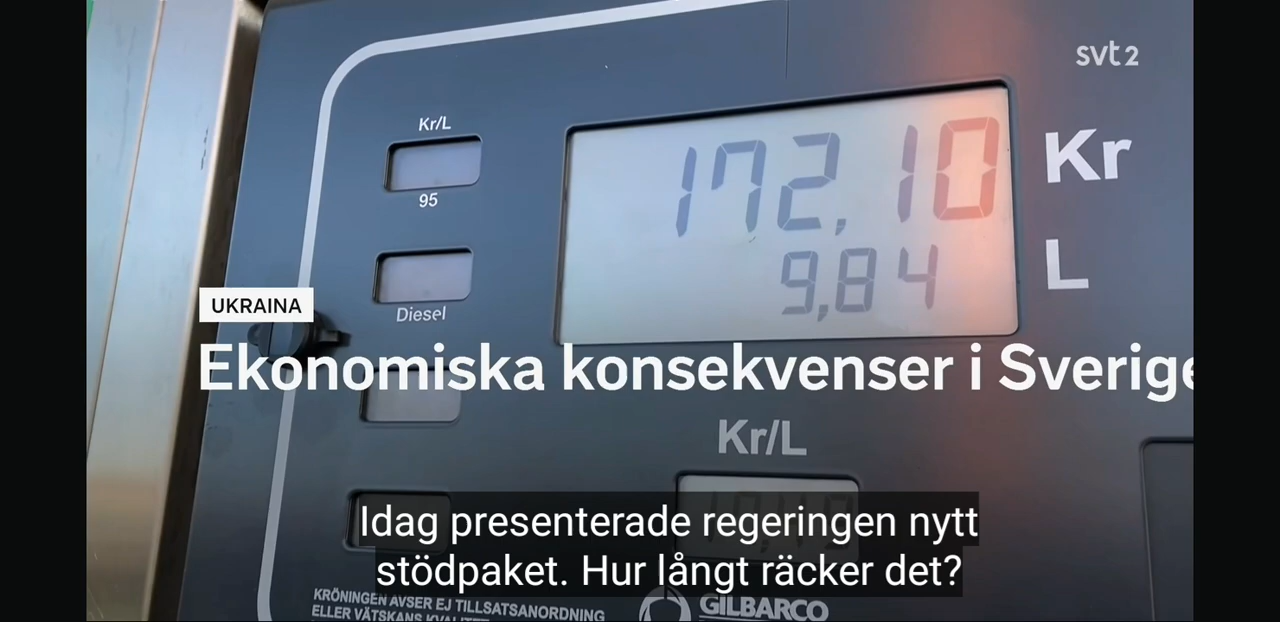 svt2
Kr/L
95
172,10 Kr
9,84 L
Diesel
UKRAINA
Ekonomiska konsekvenser i Sverige
Kr/L
Idag presenterade regeringen nytt
stödpaket. Hur långt räcker det?
KRÖNINGEN AVSER EJ TILLSATSANORDNING
ELLER VÄTSKANS KVALITET
GILBARCO